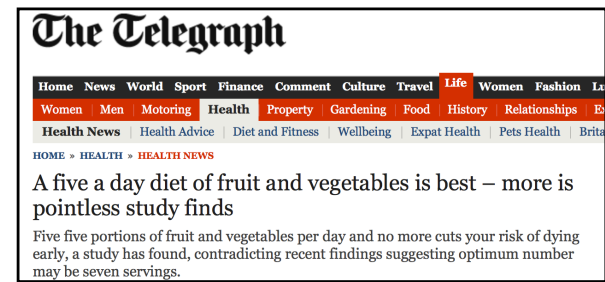 The Telegraph
Home News World Sport Finance Comment Culture Travel Life Women Fashion
Women Men Motoring Health Property Gardening Food History Relationships
Health News Health Advice Diet and Fitness Wellbeing Expat Health Pets Health
HOME » HEALTH » HEALTH NEWS
A five a day diet of fruit and vegetables is best – more is
pointless study finds
Five five portions of fruit and vegetables per day and no more cuts your risk of dying
early, a study has found, contradicting recent findings suggesting optimum number
may be seven servings.